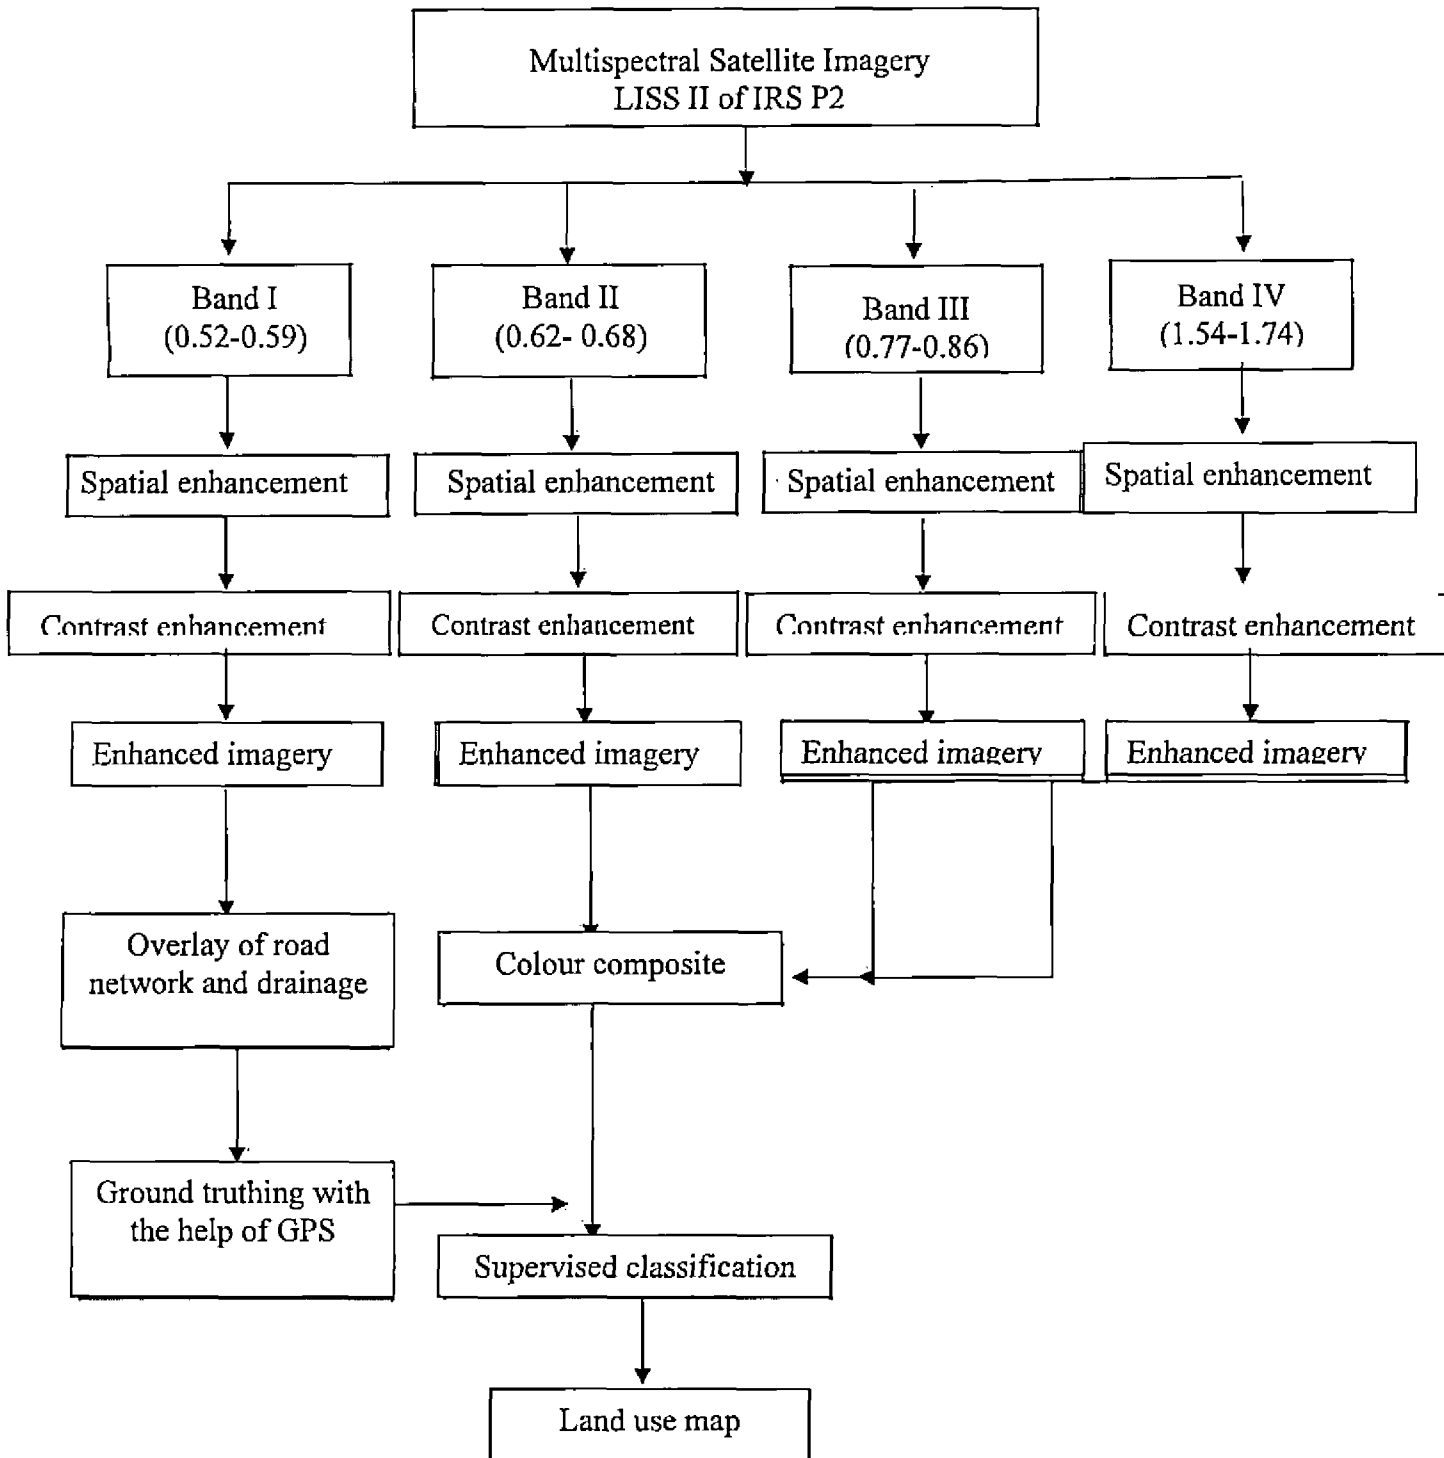 Multispectral Satellite Imagery
LISS II of IRS P2
Band I
(0.52-0.59)
Band II
(0.62- 0.68)
Band III
(0.77-0.86)
Band IV
(1.54-1.74)
Spatial enhancement
Spatial enhancement
Spatial enhancement
Spatial enhancement
Contrast enhancement
Contrast enhancement
Contrast enhancement
Contrast enhancement
Enhanced imagery
Enhanced imagery
Enhanced imagery
Enhanced imagery
Overlay of road
network and drainage
Colour composite
Ground truthing with
the help of GPS
Supervised classification
Land use map